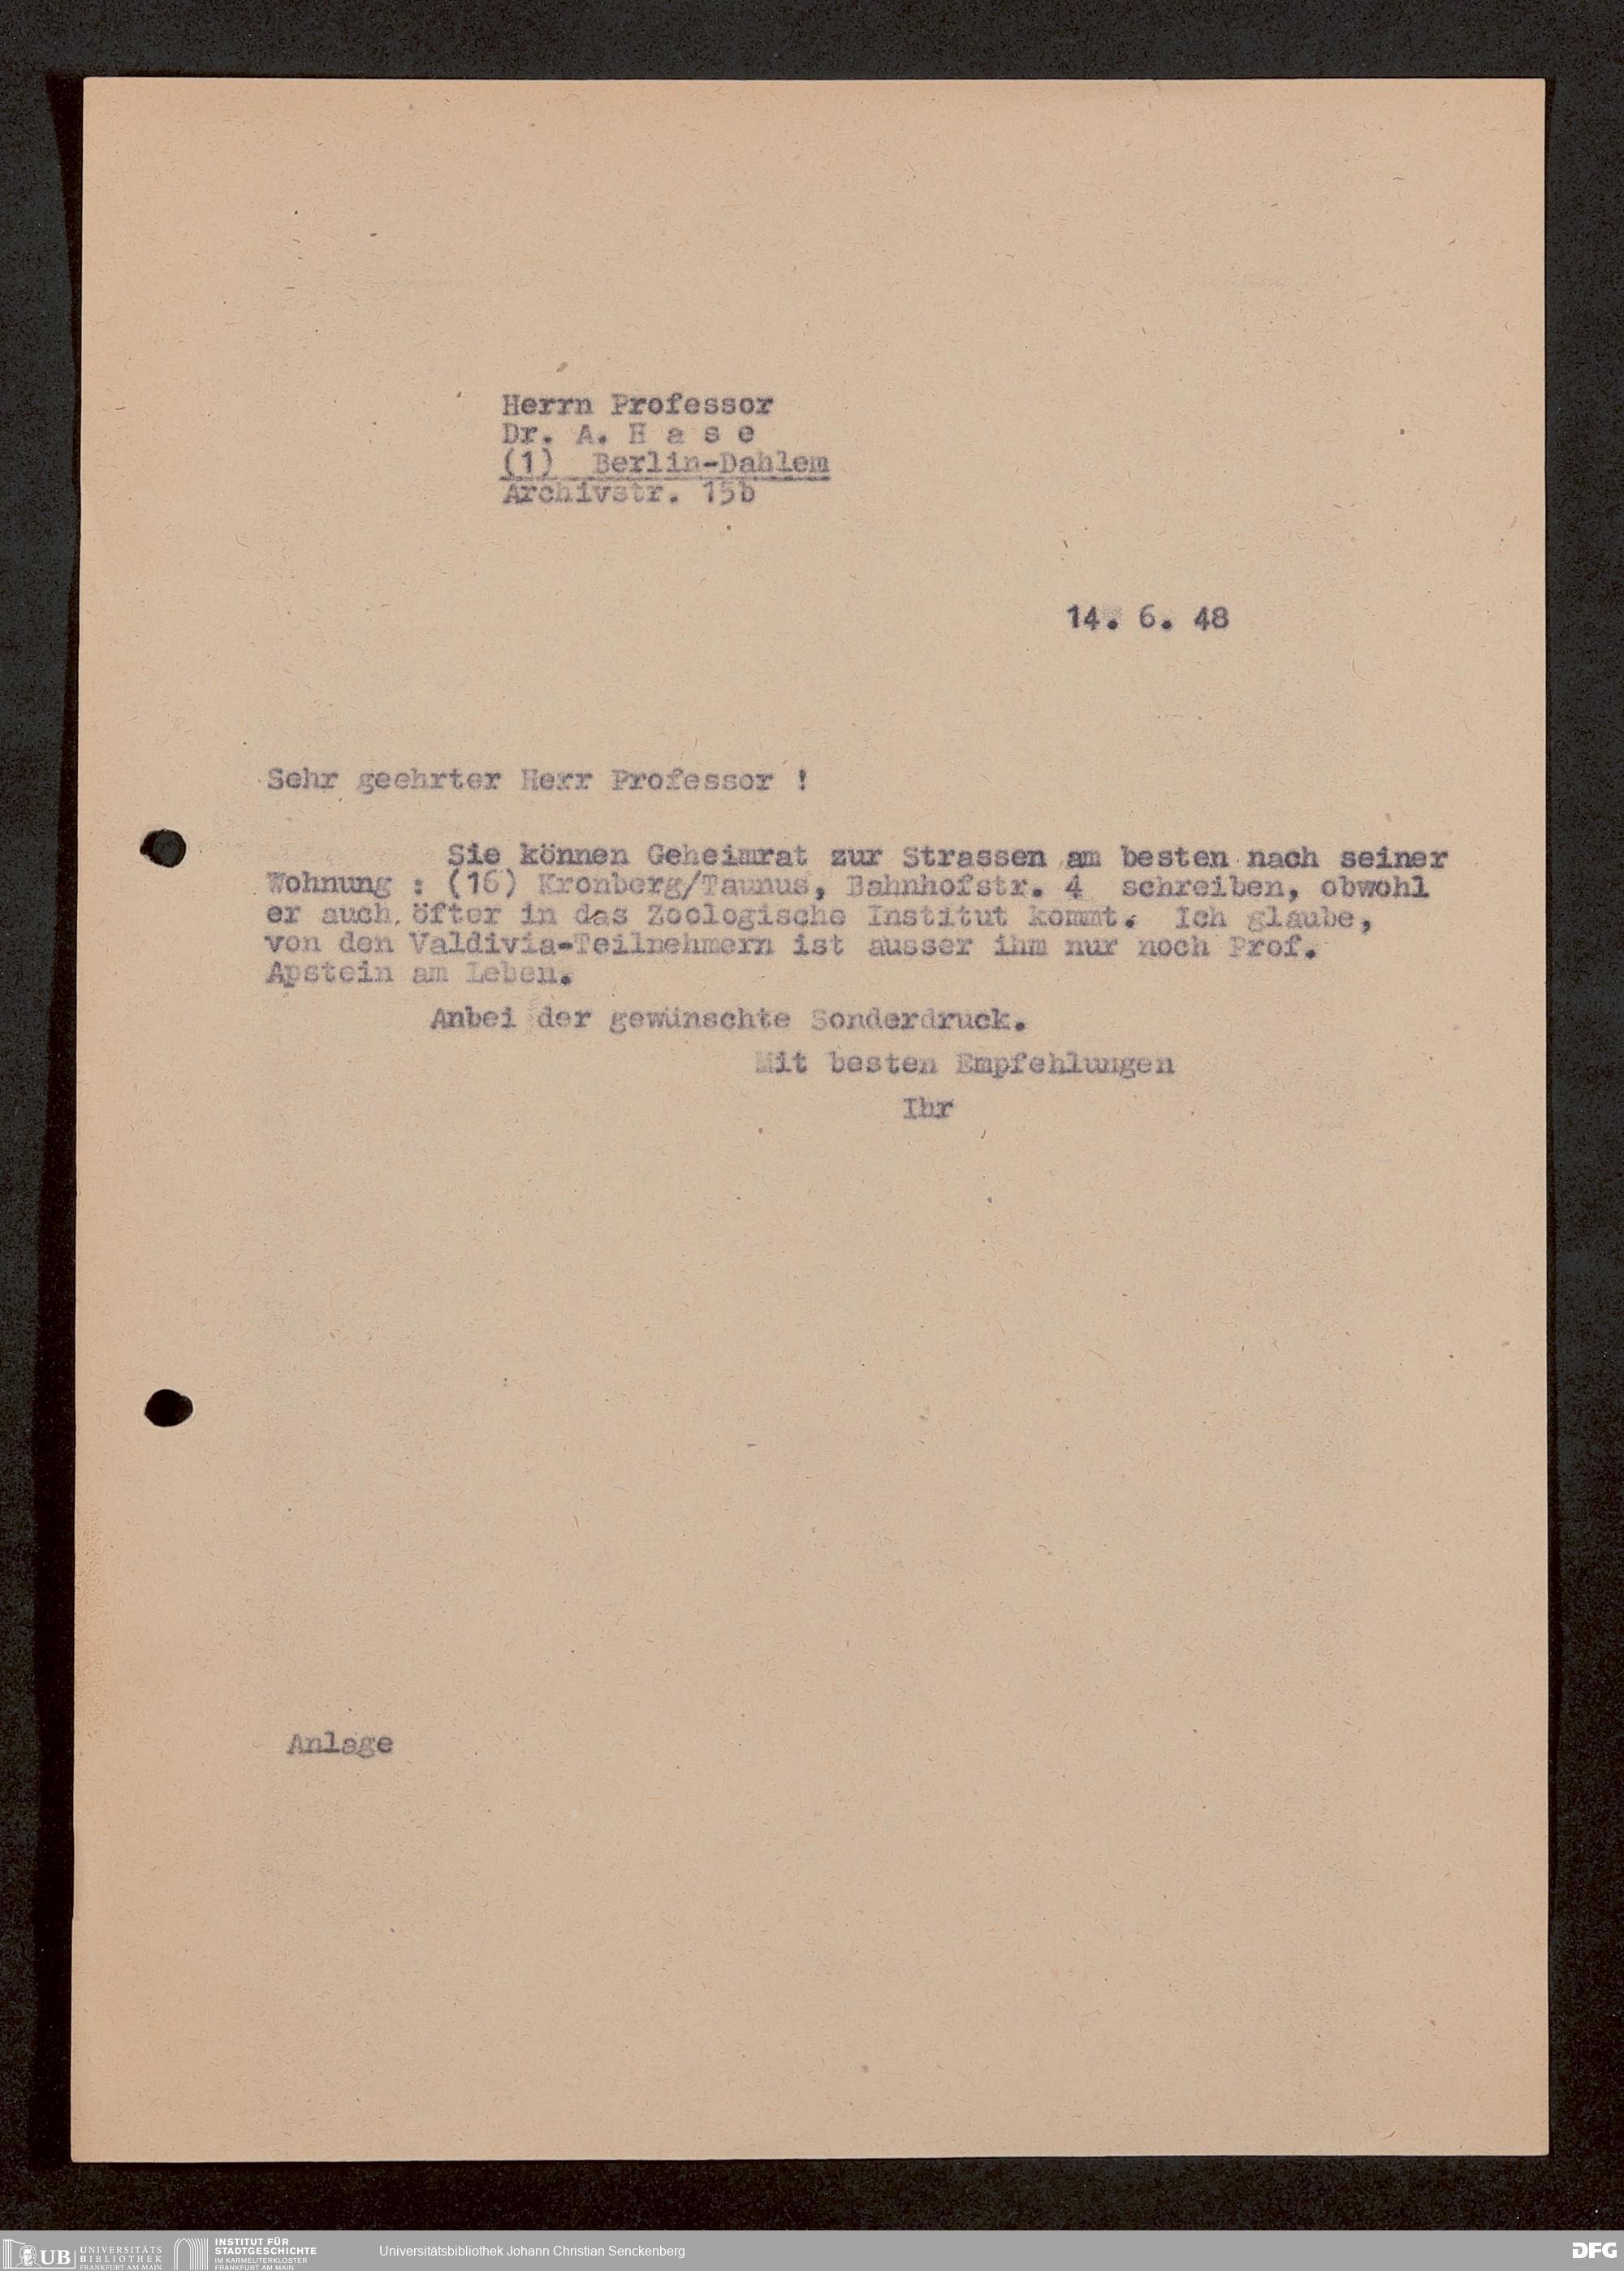 Herrn Professor
Dr. A. H a s e
(1) Berlin-Dahlem
Archivstr. 15b
14. 6. 48
Sehr geehrter Herr Professor !
Sie können Geheimrat zur Strassen am besten nach seiner
Wohnung : (16) Kronberg/Taunus, Bahnhofstr. 4 schreiben, obwohl
er auch öfter in das Zoologische Institut kommt. Ich glaube,
von den Valdivia-Teilnehmern ist ausser ihm nur noch Prof.
Apstein am Leben.
Anbei der gewünschte Sonderdruck.
Mit besten Empfehlungen
Ihr
Anlage
UB UNIVERSITÄTS
BIBLIOTHEK
FRANKFURT AM MAIN
INSTITUT FÜR
STADTGESCHICHTE
IM KARMELITERKLOSTER
FRANKFURT AM MAIN
Universitätsbibliothek Johann Christian Senckenberg
DFG